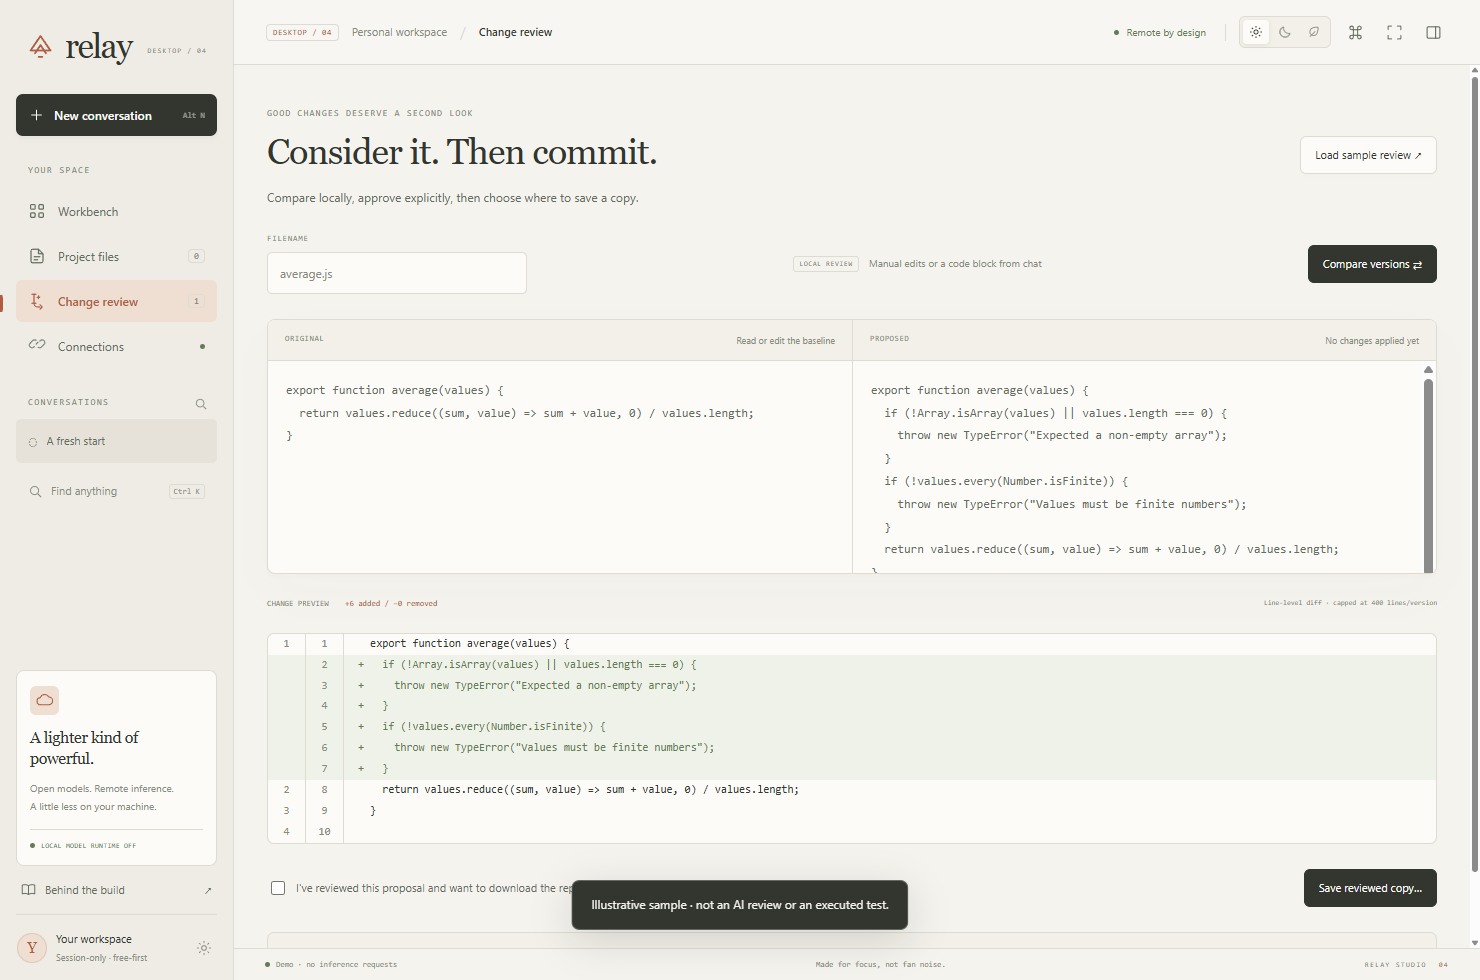 relay
DESKTOP / 04
New conversation
Alt N
YOUR SPACE
Workbench
Project files
0
Change review
1
Connections
CONVERSATIONS
A fresh start
Find anything
Ctrl K
A lighter kind of
powerful.
Open models. Remote inference.
A little less on your machine.
LOCAL MODEL RUNTIME OFF
Behind the build ↗
Y
Your workspace
Session-only · free-first
DESKTOP / 04
Personal workspace / Change review
Remote by design
GOOD CHANGES DESERVE A SECOND LOOK
Consider it. Then commit.
Load sample review ↗
Compare locally, approve explicitly, then choose where to save a copy.
FILENAME
average.js
LOCAL REVIEW
Manual edits or a code block from chat
Compare versions ⇄
ORIGINAL
Read or edit the baseline
export function average(values) {
return values.reduce((sum, value) => sum + value, 0) / values.length;
}
PROPOSED
No changes applied yet
export function average(values) {
if (!Array.isArray(values) || values.length === 0) {
throw new TypeError("Expected a non-empty array");
}
if (!values.every(Number.isFinite)) {
throw new TypeError("Values must be finite numbers");
}
return values.reduce((sum, value) => sum + value, 0) / values.length;
}
CHANGE PREVIEW
+6 added / −0 removed
Line-level diff · capped at 400 lines/version
1 1 export function average(values) {
2 + if (!Array.isArray(values) || values.length === 0) {
3 + throw new TypeError("Expected a non-empty array");
4 + }
5 + if (!values.every(Number.isFinite)) {
6 + throw new TypeError("Values must be finite numbers");
7 + }
2 8 return values.reduce((sum, value) => sum + value, 0) / values.length;
3 9 }
4 10
I've reviewed this proposal and want to download the
Save reviewed copy...
Illustrative sample · not an AI review or an executed test.
Demo · no inference requests
Made for focus, not fan noise.
RELAY STUDIO 04